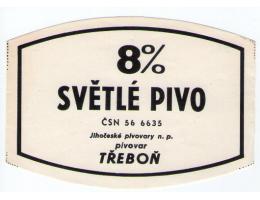 8%
SVĚTLÉ PIVO
ČSN 56 6635
Jihočeské pivovary n. p.
pivovar
TŘEBOŇ